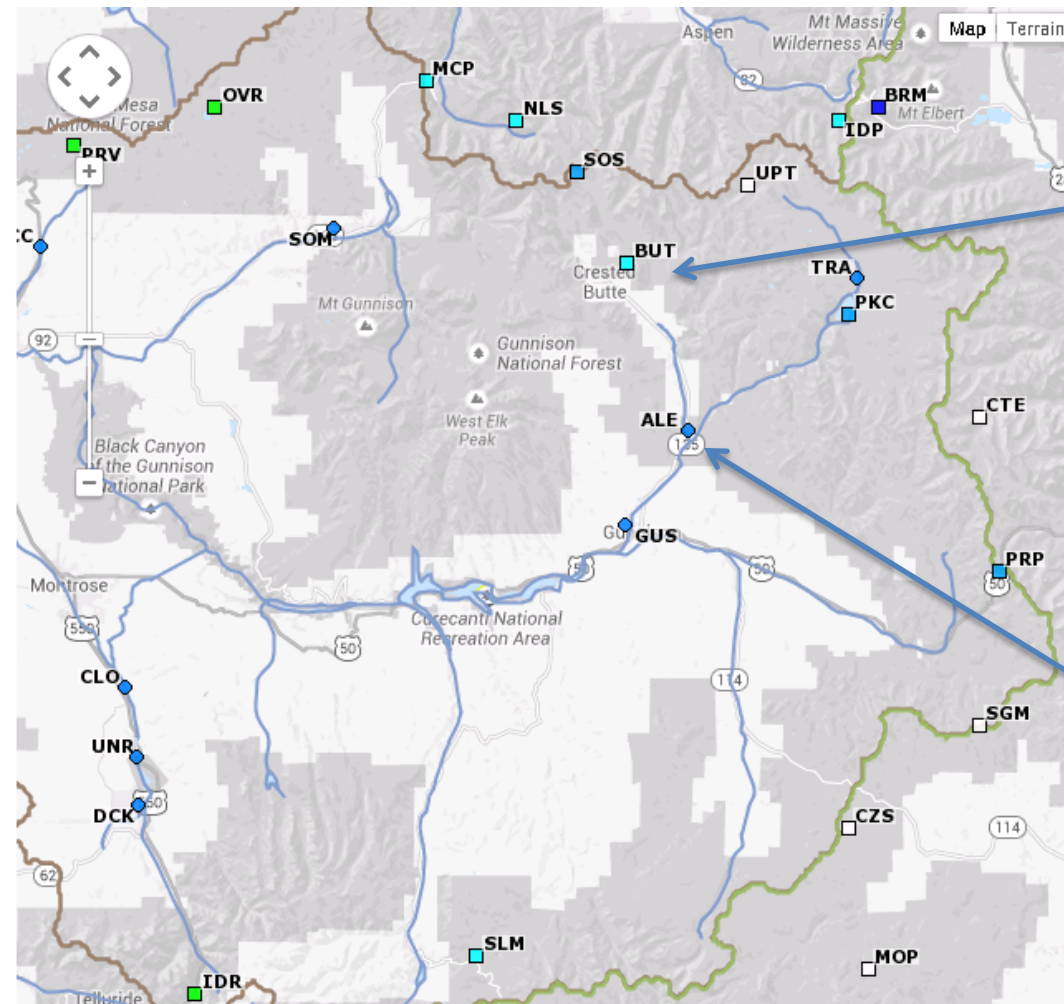 Aspen
Mt Massive
Wilderness Area
Map
Terrain
MCP
82
OVR
Mesa
National Forest
NLS
BRM
Mt Elbert
IDP
PRV
SOS
UPT
SOM
BUT
Crested
Butte
TRA
PKC
Mt Gunnison
92
Gunnison
National Forest
West Elk
Peak
ALE
135
CTE
Black Canyon
of the Gunnison
National Park
GUS
PRP
50
50
50
Montrose
Curecanti National
Recreation Area
550
50
CLO
114
SGM
UNR
DCK
550
CZS
114
62
SLM
MOP
IDR
Telluride